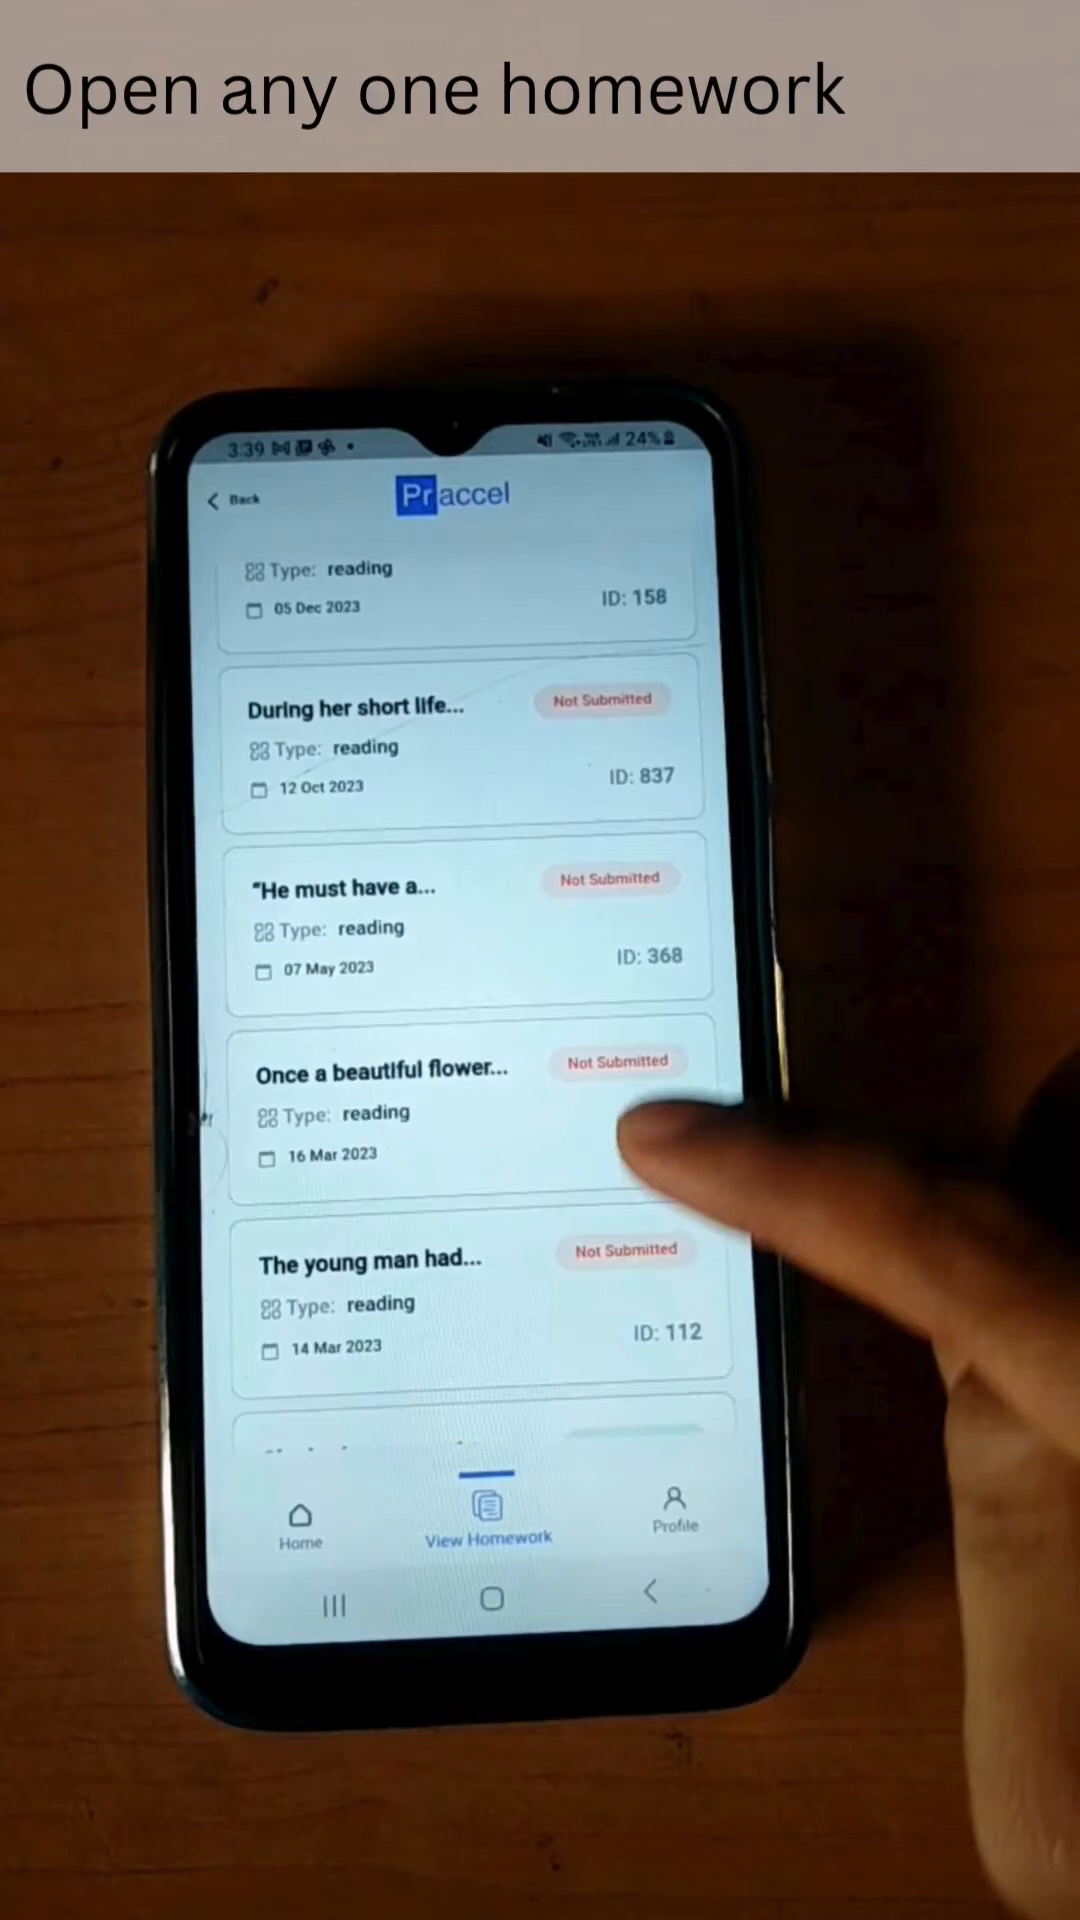 Open any one homework
3:39 24%
Back
Praccel
Type: reading
05 Dec 2023
ID: 158
During her short life...
Not Submitted
Type: reading
12 Oct 2023
ID: 837
"He must have a...
Not Submitted
Type: reading
07 May 2023
ID: 368
Once a beautiful flower...
Not Submitted
Type: reading
16 Mar 2023
The young man had...
Not Submitted
Type: reading
14 Mar 2023
ID: 112
Home
View Homework
Profile